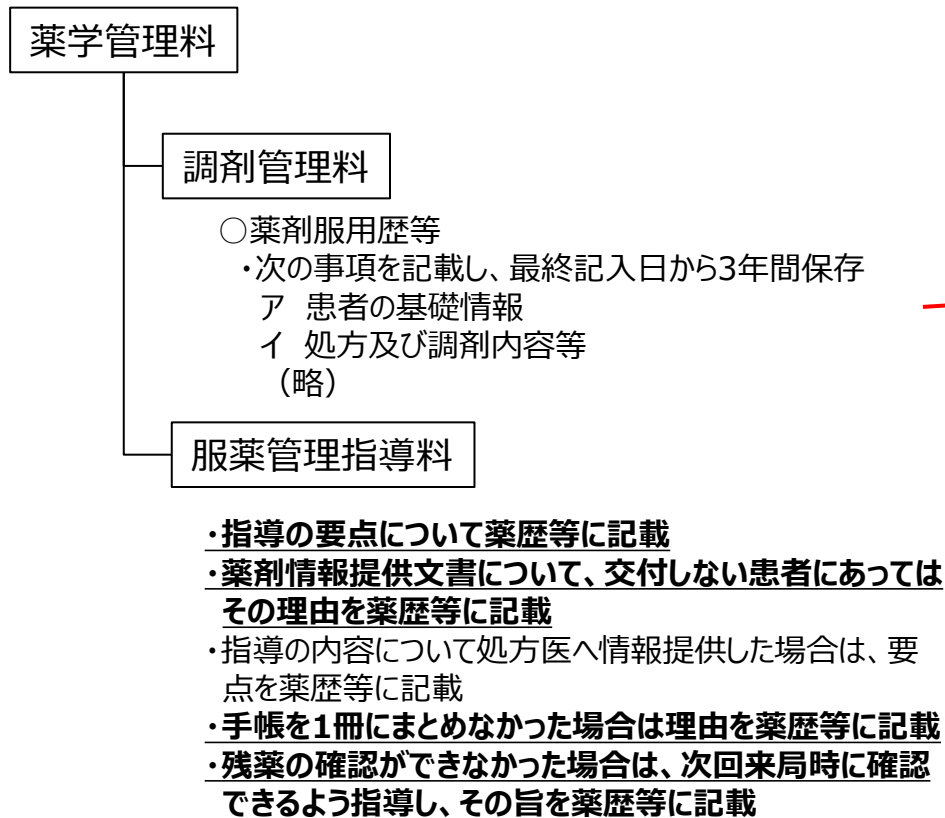 薬学管理料
調剤管理料
○薬剤服用歴等
・次の事項を記載し、最終記入日から3年間保存
ア 患者の基礎情報
イ 処方及び調剤内容等
（略）
服薬管理指導料
・指導の要点について薬歴等に記載
・薬剤情報提供文書について、交付しない患者にあっては
その理由を薬歴等に記載
・指導の内容について処方医へ情報提供した場合は、要
点を薬歴等に記載
・手帳を1冊にまとめなかった場合は理由を薬歴等に記載
・残薬の確認ができなかった場合は、次回来局時に確認
できるよう指導し、その旨を薬歴等に記載